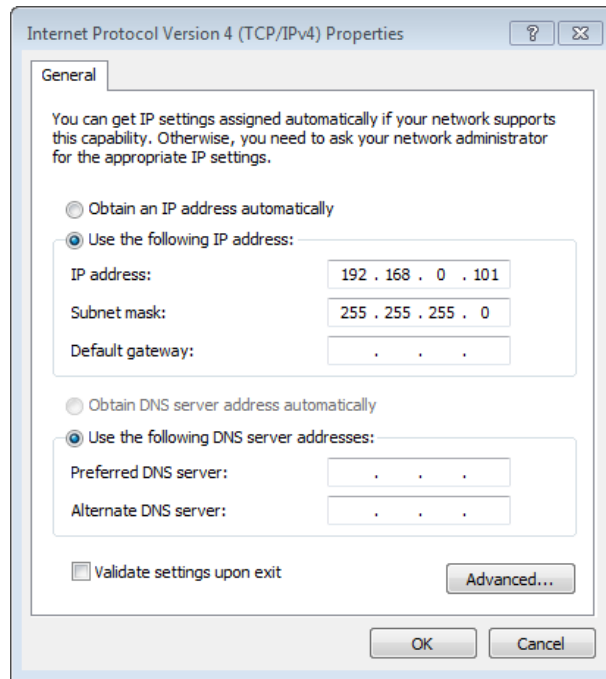 Internet Protocol Version 4 (TCP/IPv4) Properties
General
You can get IP settings assigned automatically if your network supports
this capability. Otherwise, you need to ask your network administrator
for the appropriate IP settings.
Obtain an IP address automatically
Use the following IP address:
IP address: 192 . 168 . 0 . 101
Subnet mask: 255 . 255 . 255 . 0
Default gateway: . . .
Obtain DNS server address automatically
Use the following DNS server addresses:
Preferred DNS server: . . .
Alternate DNS server: . . .
Validate settings upon exit
Advanced...
OK Cancel